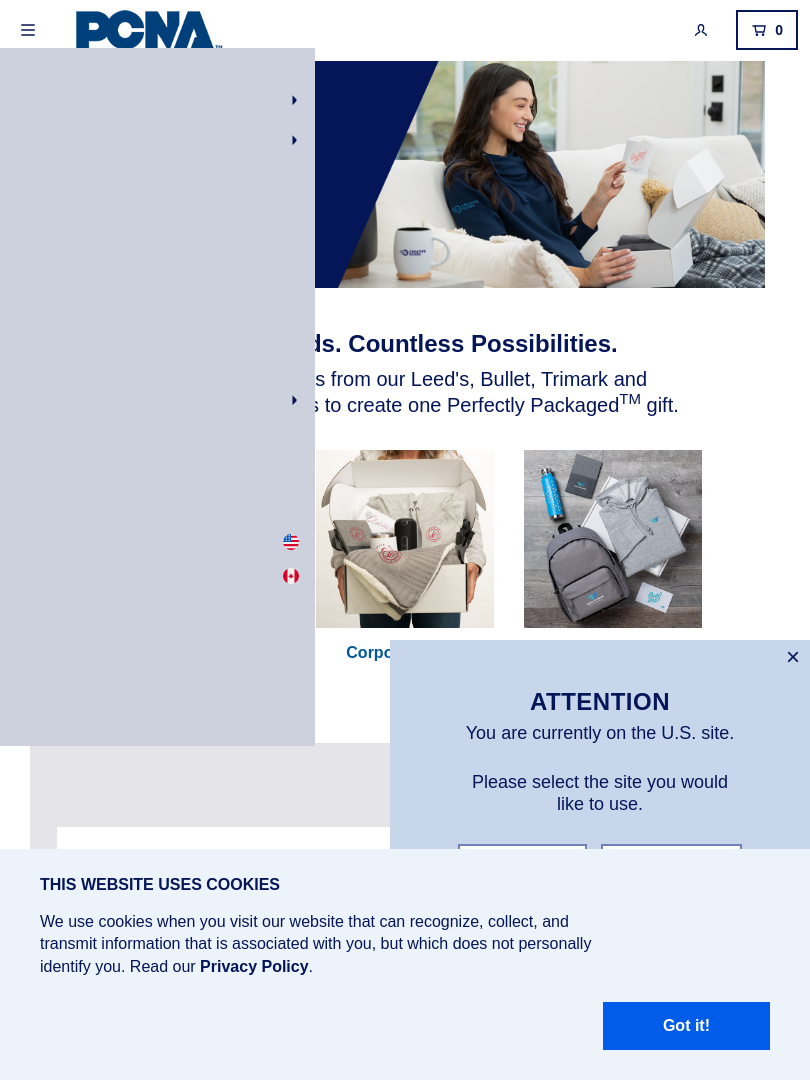 PCNA™
0
ds. Countless Possibilities.
s from our Leed's, Bullet, Trimark and
s to create one Perfectly Packaged™ gift.
Corpo
ATTENTION
You are currently on the U.S. site.
Please select the site you would
like to use.
THIS WEBSITE USES COOKIES
We use cookies when you visit our website that can recognize, collect, and
transmit information that is associated with you, but which does not personally
identify you. Read our Privacy Policy.
Got it!